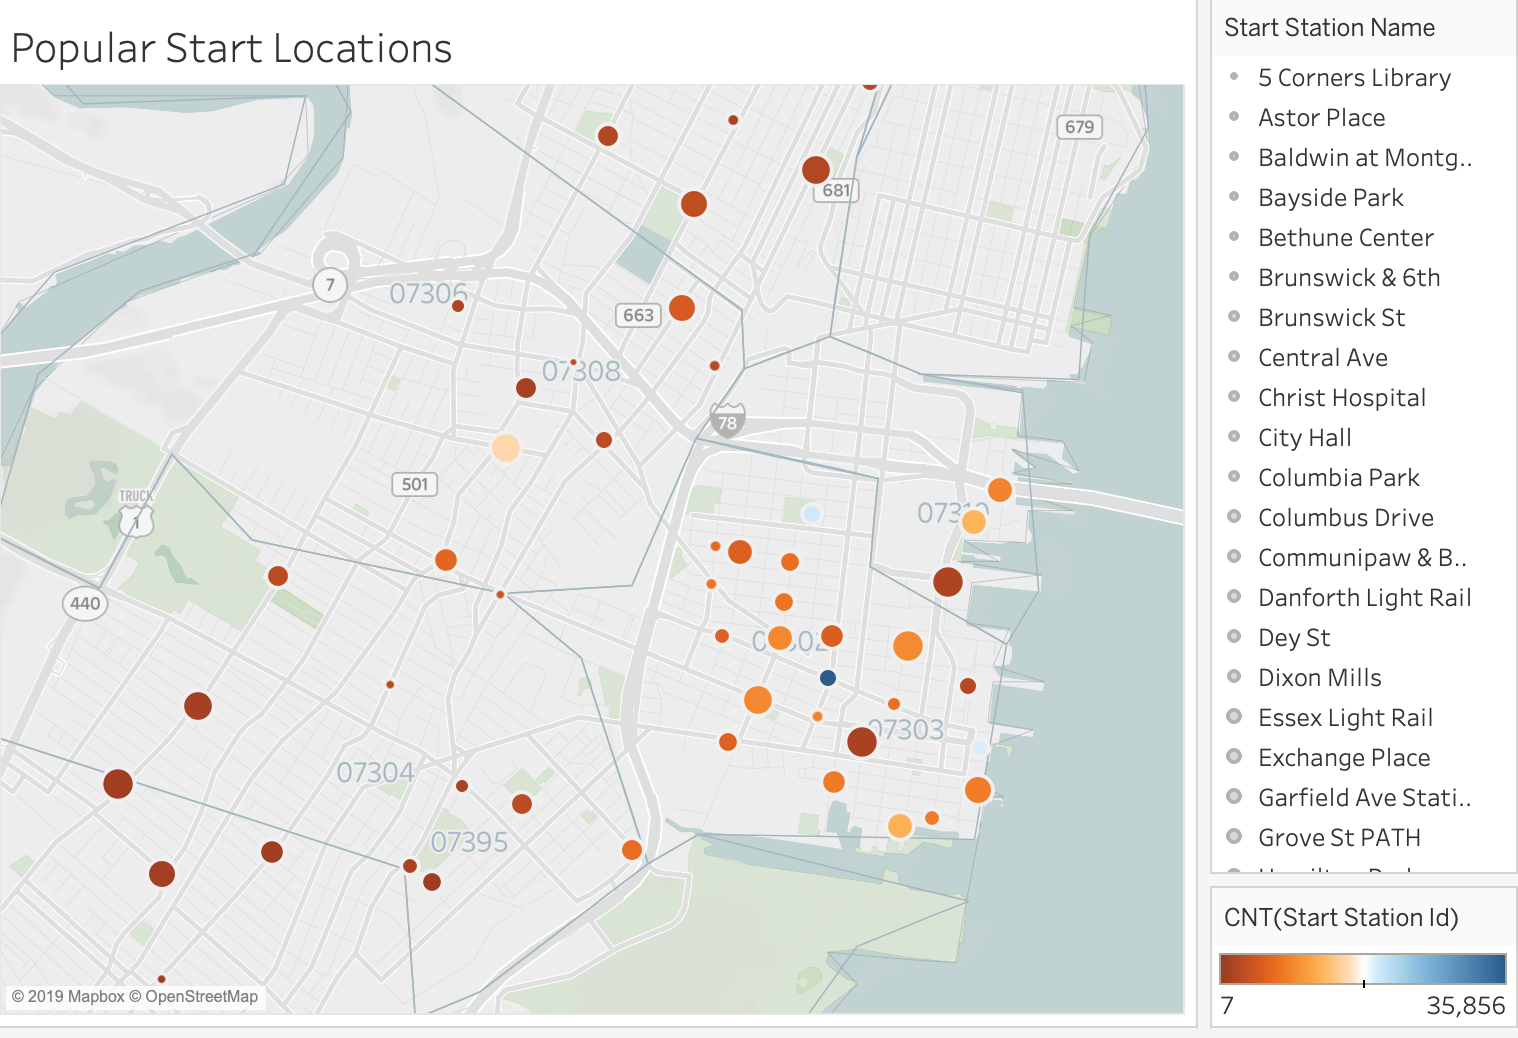 Popular Start Locations
679
681
7
07306
663
07308
78
501
TRUCK
1
440
07303
07304
07395
© 2019 Mapbox © OpenStreetMap
Start Station Name
5 Corners Library
Astor Place
Baldwin at Montg..
Bayside Park
Bethune Center
Brunswick & 6th
Brunswick St
Central Ave
Christ Hospital
City Hall
Columbia Park
Columbus Drive
Communipaw & B..
Danforth Light Rail
Dey St
Dixon Mills
Essex Light Rail
Exchange Place
Garfield Ave Stati..
Grove St PATH
CNT(Start Station Id)
7
35,856